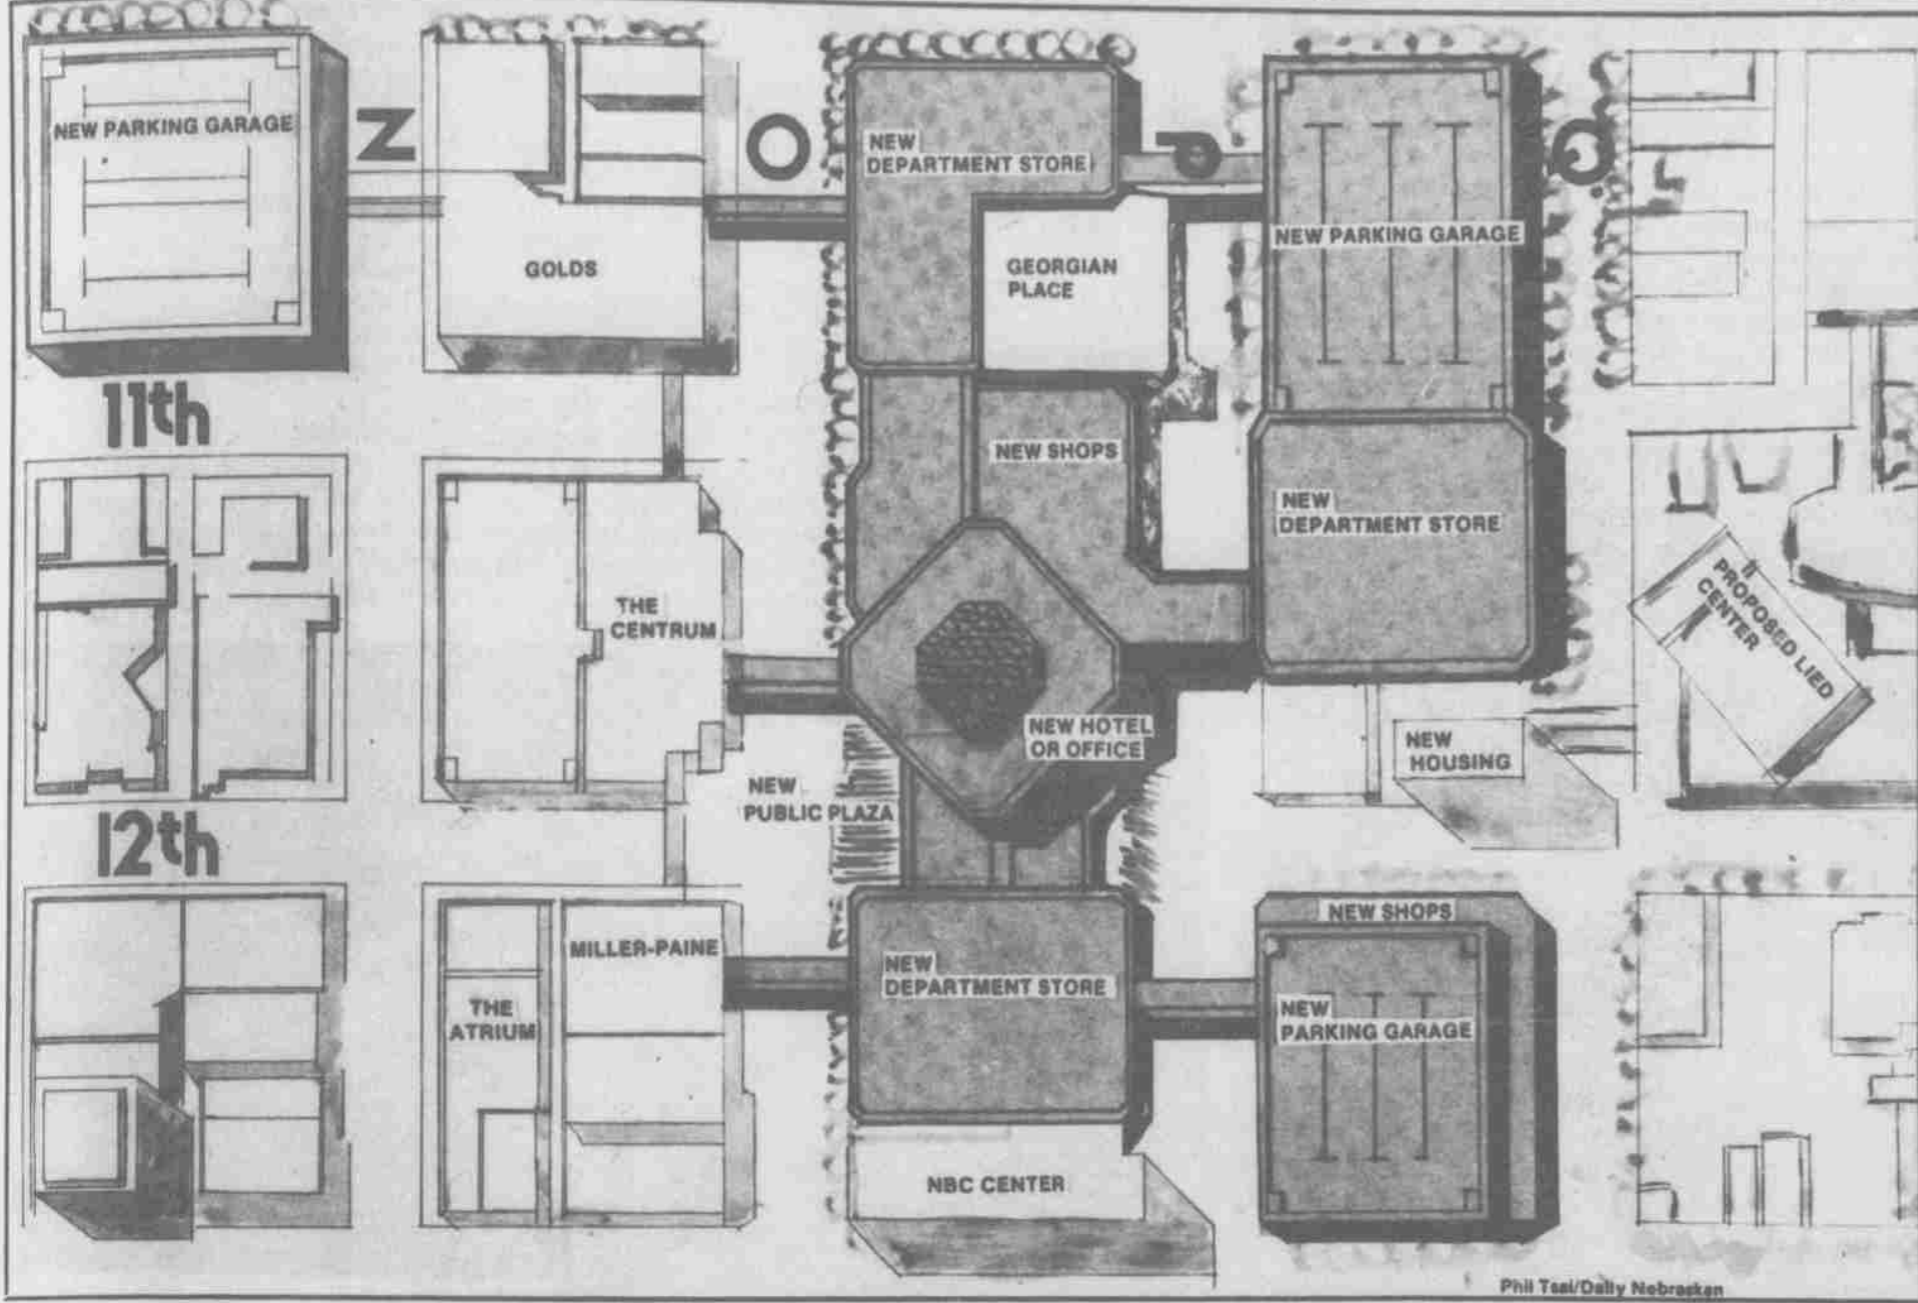 NEW PARKING GARAGE
N
O
P
Q
NEW
DEPARTMENT STORE
GOLDS
GEORGIAN
PLACE
NEW PARKING GARAGE
11th
NEW SHOPS
NEW
DEPARTMENT STORE
THE
CENTRUM
PROPOSED LIED
CENTER
NEW HOTEL
OR OFFICE
NEW
HOUSING
NEW
PUBLIC PLAZA
12th
NEW SHOPS
MILLER-PAINE
NEW
DEPARTMENT STORE
THE
ATRIUM
NEW
PARKING GARAGE
NBC CENTER
Phil Tsai/Daily Nebraskan